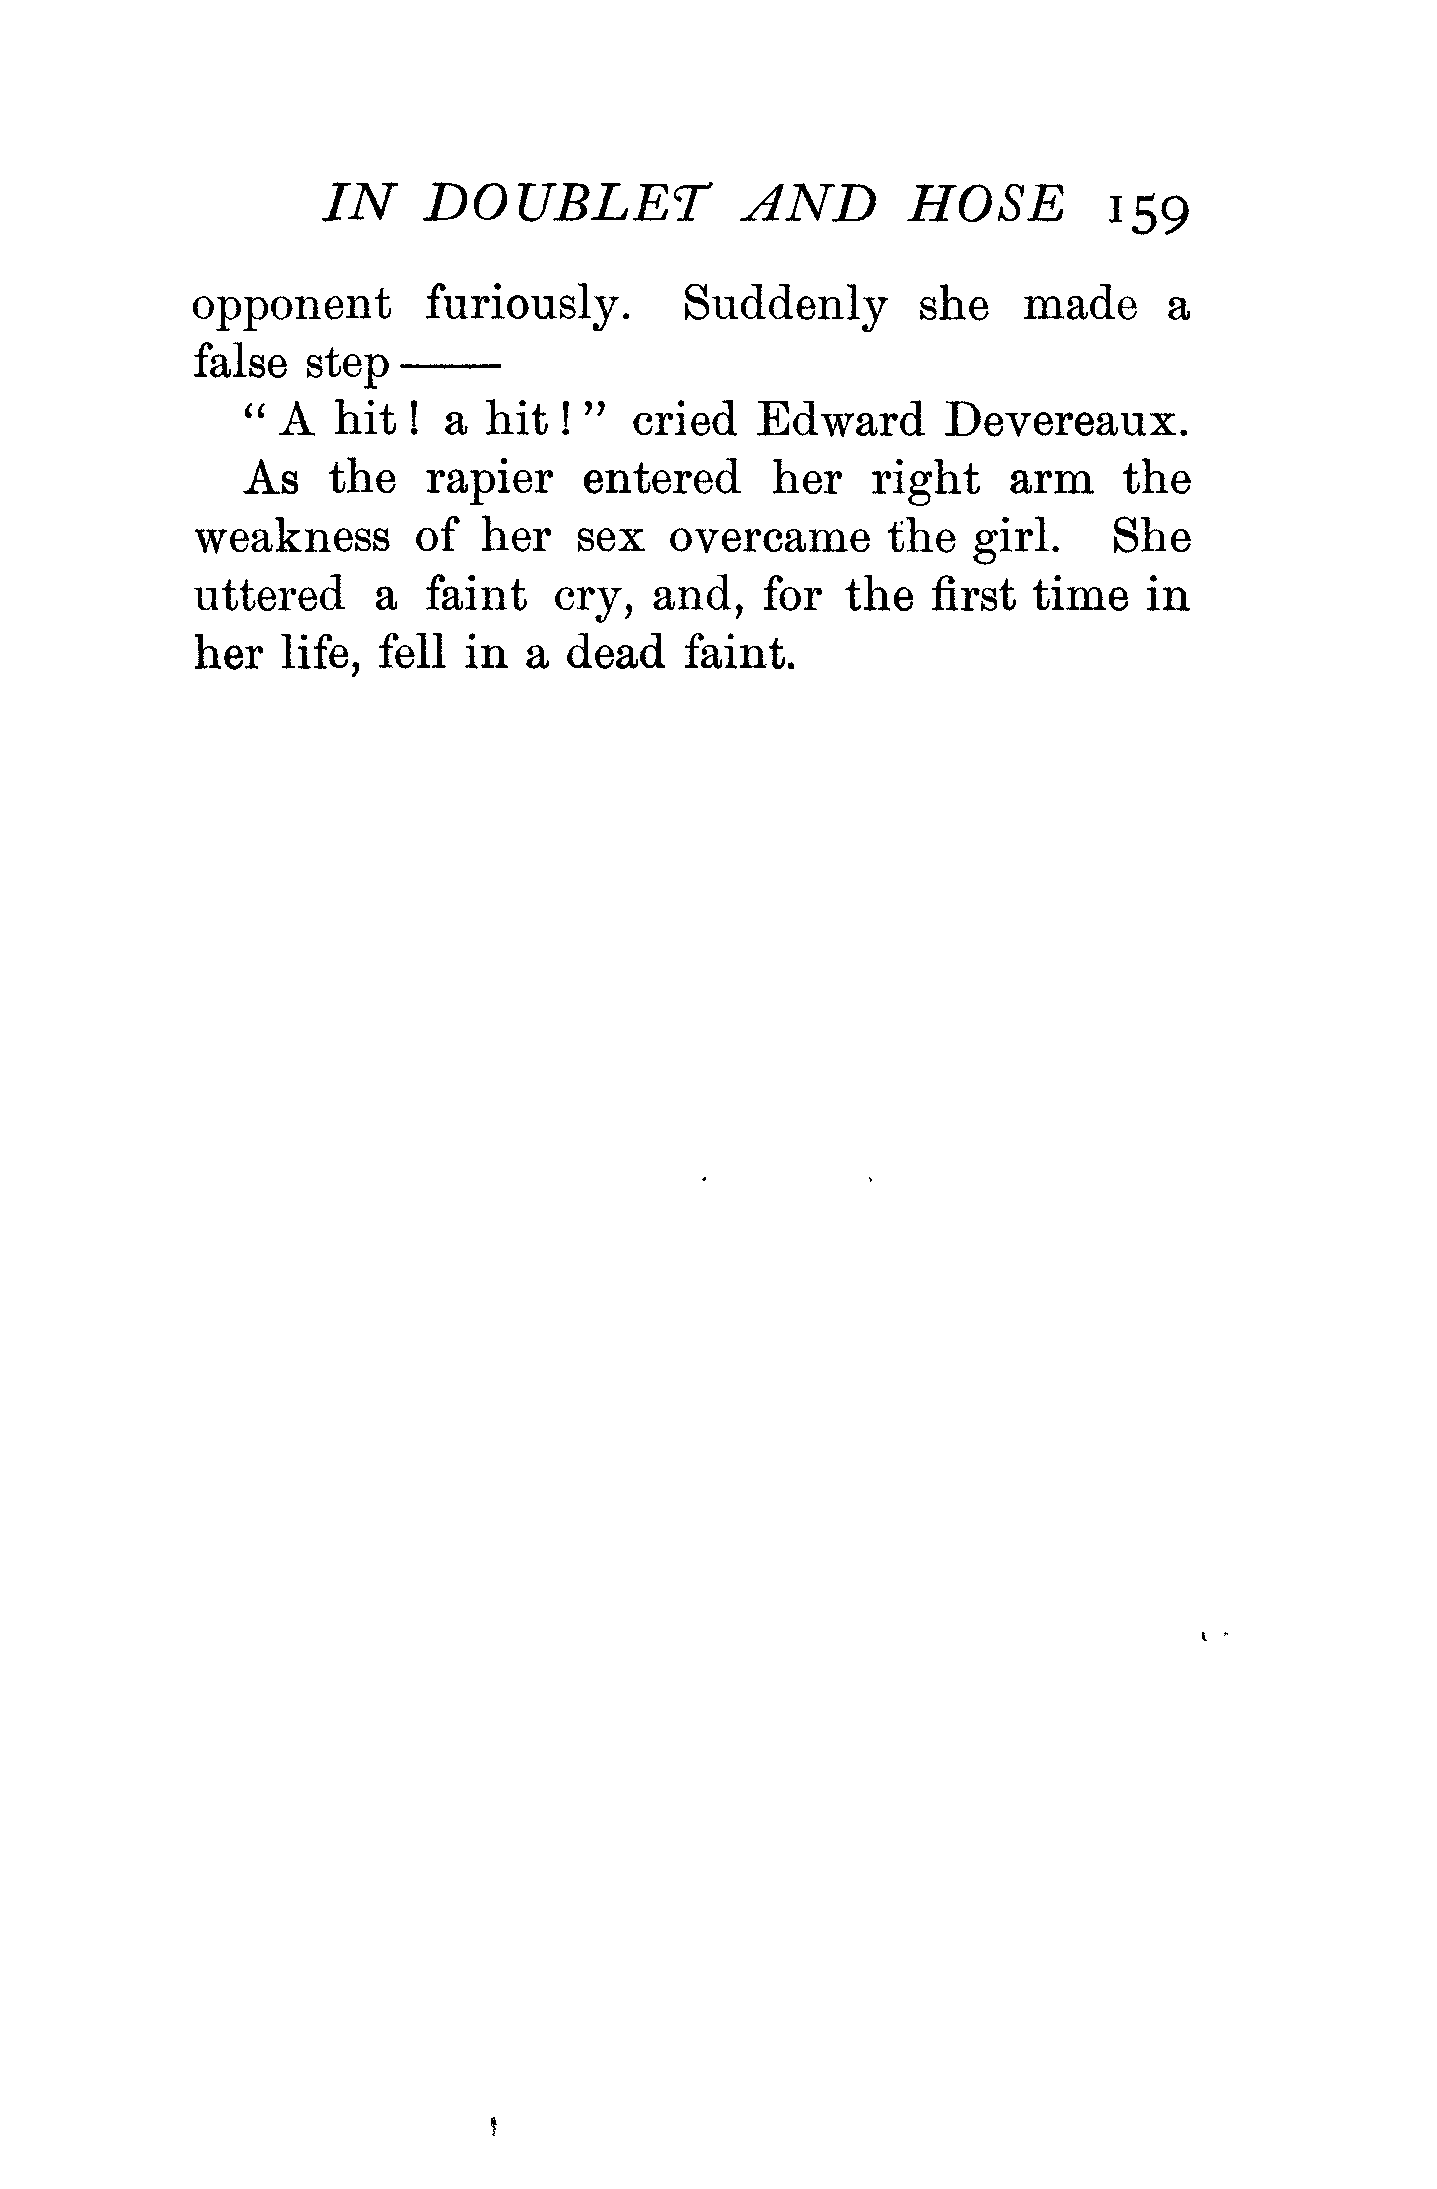 IN DOUBLET AND HOSE 159
opponent furiously. Suddenly she made a
false step——
“A hit! a hit!” cried Edward Devereaux.
As the rapier entered her right arm the
weakness of her sex overcame the girl. She
uttered a faint cry, and, for the first time in
her life, fell in a dead faint.